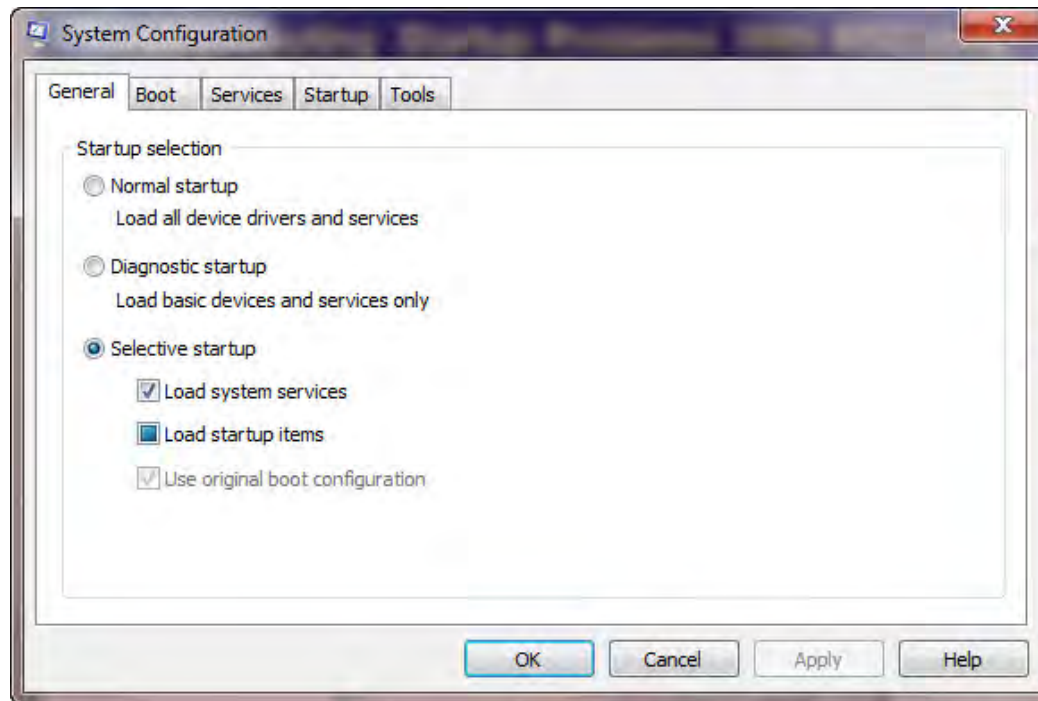 System Configuration
General Boot Services Startup Tools
Startup selection
Normal startup
Load all device drivers and services
Diagnostic startup
Load basic devices and services only
Selective startup
Load system services
Load startup items
Use original boot configuration
OK Cancel Apply Help